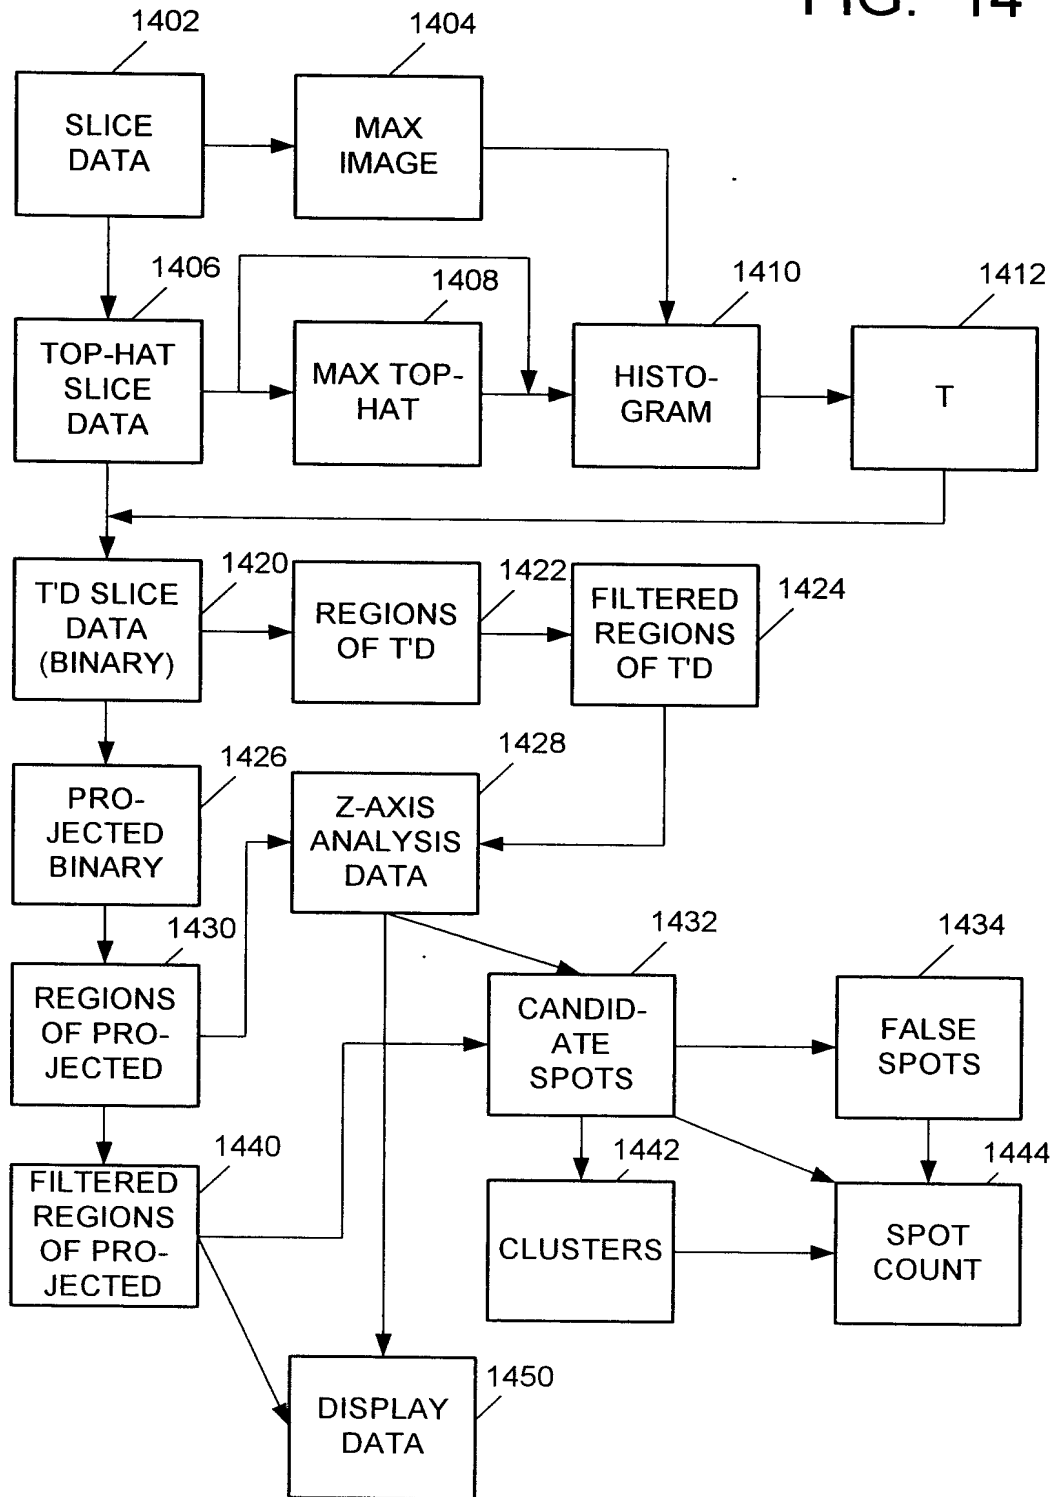 FIG. 14
1402
1404
SLICE
DATA
MAX
IMAGE
1406
1408
1410
1412
TOP-HAT
SLICE
DATA
MAX TOP-
HAT
HISTO-
GRAM
T
1420
1422
1424
T'D SLICE
DATA
(BINARY)
REGIONS
OF T'D
FILTERED
REGIONS
OF T'D
1426
1428
PRO-
JECTED
BINARY
Z-AXIS
ANALYSIS
DATA
1430
1432
1434
REGIONS
OF PRO-
JECTED
CANDID-
ATE
SPOTS
FALSE
SPOTS
1440
1442
1444
FILTERED
REGIONS
OF PRO-
JECTED
CLUSTERS
SPOT
COUNT
1450
DISPLAY
DATA